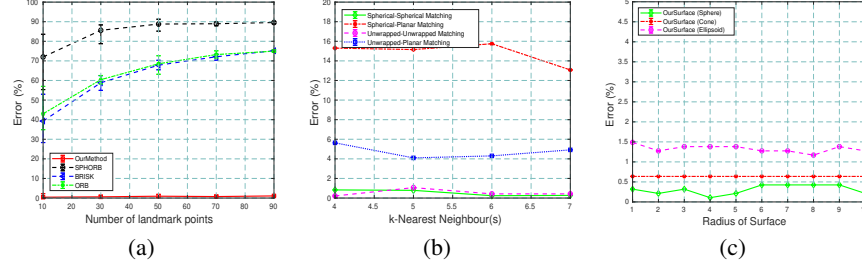 100
90
80
70
60
50
40
30
20
10
0
Error (%)
OurMethod
SPHORB
BRISK
ORB
10 20 30 40 50 60 70 80 90
Number of landmark points
(a)
20
18
16
14
12
10
8
6
4
2
0
Error (%)
Spherical-Spherical Matching
Spherical-Planar Matching
Unwrapped-Unwrapped Matching
Unwrapped-Planar Matching
4 4.5 5 5.5 6 6.5 7
k-Nearest Neighbour(s)
(b)
5
4.5
4
3.5
3
2.5
2
1.5
1
0.5
0
Error (%)
OurSurface (Sphere)
OurSurface (Cone)
OurSurface (Ellipsoid)
1 2 3 4 5 6 7 8 9
Radius of Surface
(c)